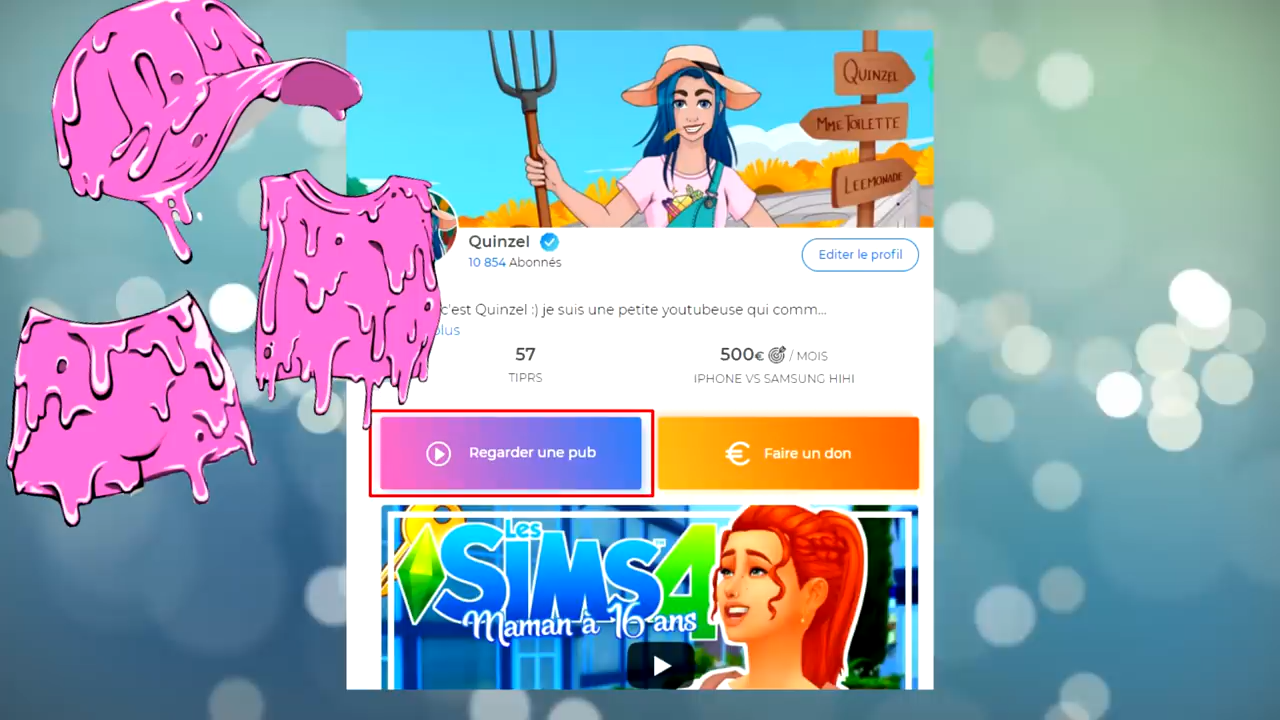 QUINZEL
MME TOILETTE
LEEMONADE
Quinzel
10 854 Abonnés
Editer le profil
c'est Quinzel :) je suis une petite youtubeuse qui comm...
plus
57
500€ / MOIS
TIPRS
IPHONE VS SAMSUNG HIHI
Regarder une pub
€ Faire un don
Les
SiMS 4
Maman à 16 ans